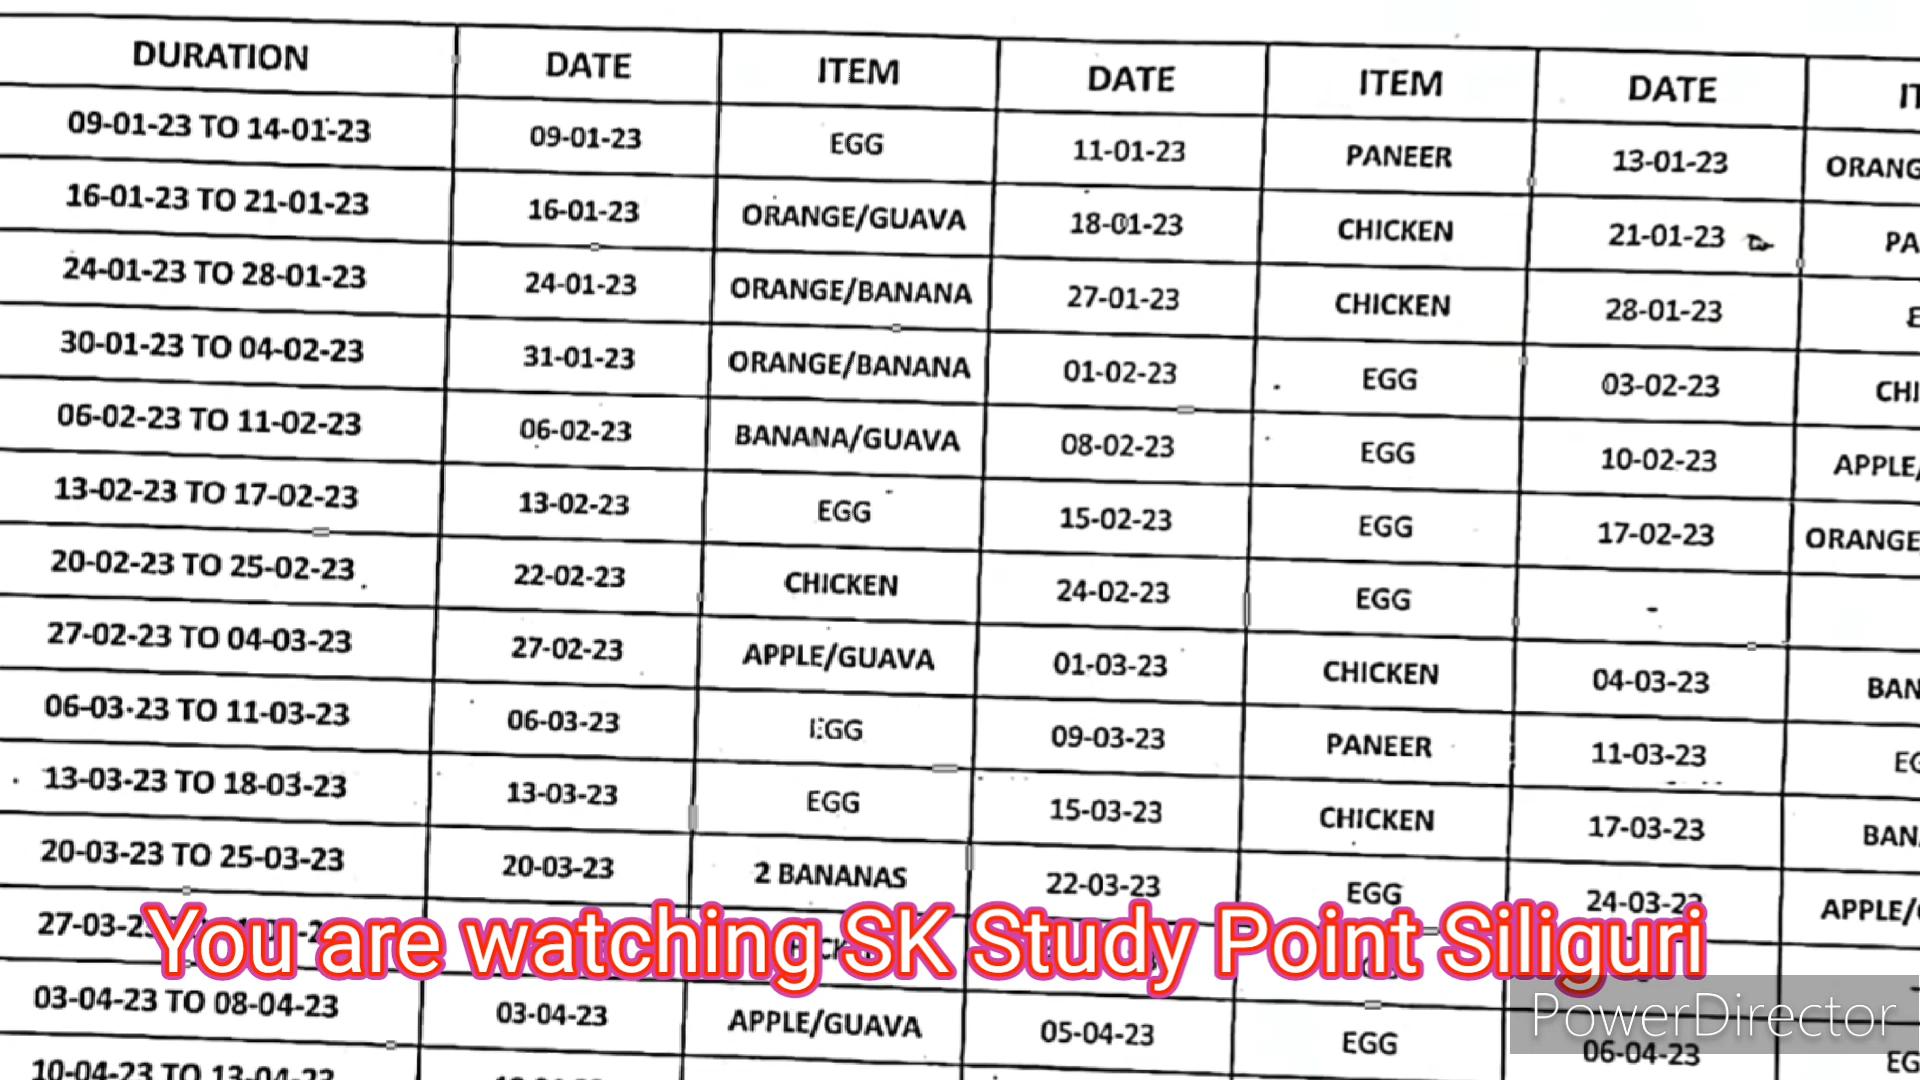 DURATION DATE ITEM DATE ITEM DATE
09-01-23 TO 14-01-23 09-01-23 EGG 11-01-23 PANEER 13-01-23
16-01-23 TO 21-01-23 16-01-23 ORANGE/GUAVA 18-01-23 CHICKEN 21-01-23
24-01-23 TO 28-01-23 24-01-23 ORANGE/BANANA 27-01-23 CHICKEN 28-01-23
30-01-23 TO 04-02-23 31-01-23 ORANGE/BANANA 01-02-23 EGG 03-02-23
06-02-23 TO 11-02-23 06-02-23 BANANA/GUAVA 08-02-23 EGG 10-02-23 APPLE/
13-02-23 TO 17-02-23 13-02-23 EGG 15-02-23 EGG 17-02-23 ORANGE
20-02-23 TO 25-02-23 22-02-23 CHICKEN 24-02-23 EGG -
27-02-23 TO 04-03-23 27-02-23 APPLE/GUAVA 01-03-23 CHICKEN 04-03-23
06-03-23 TO 11-03-23 06-03-23 EGG 09-03-23 PANEER 11-03-23
13-03-23 TO 18-03-23 13-03-23 EGG 15-03-23 CHICKEN 17-03-23
20-03-23 TO 25-03-23 20-03-23 2 BANANAS 22-03-23 EGG 24-03-23 APPLE/
You are watching SK Study Point Siliguri
03-04-23 TO 08-04-23 03-04-23 APPLE/GUAVA 05-04-23 EGG 06-04-23
PowerDirector